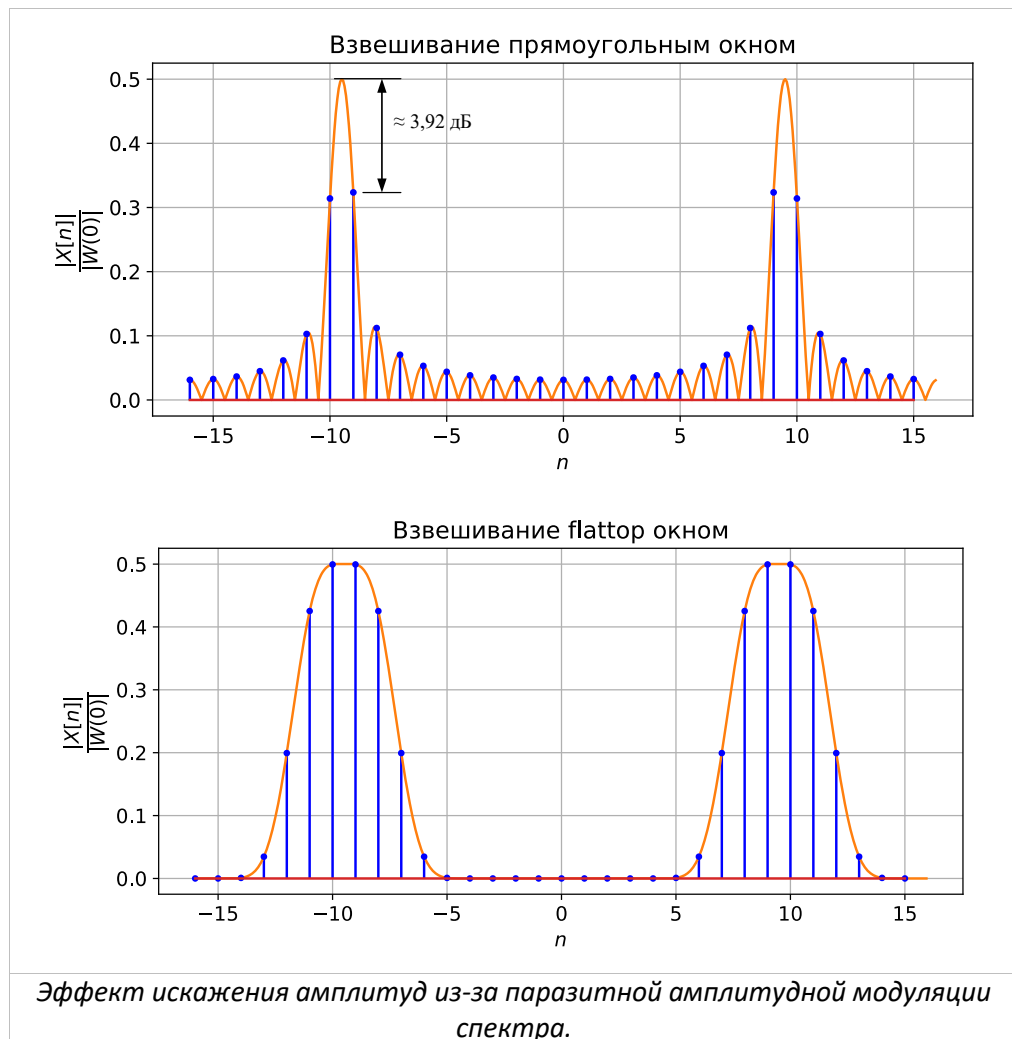 Взвешивание прямоугольным окном
0.5
≈ 3,92 дБ
0.4
0.3
0.2
0.1
0.0
|X[n]|
|W(0)|
−15 −10 −5 0 5 10 15
n
Взвешивание flattop окном
0.5
0.4
0.3
0.2
0.1
0.0
|X[n]|
|W(0)|
−15 −10 −5 0 5 10 15
n
Эффект искажения амплитуд из-за паразитной амплитудной модуляции
спектра.